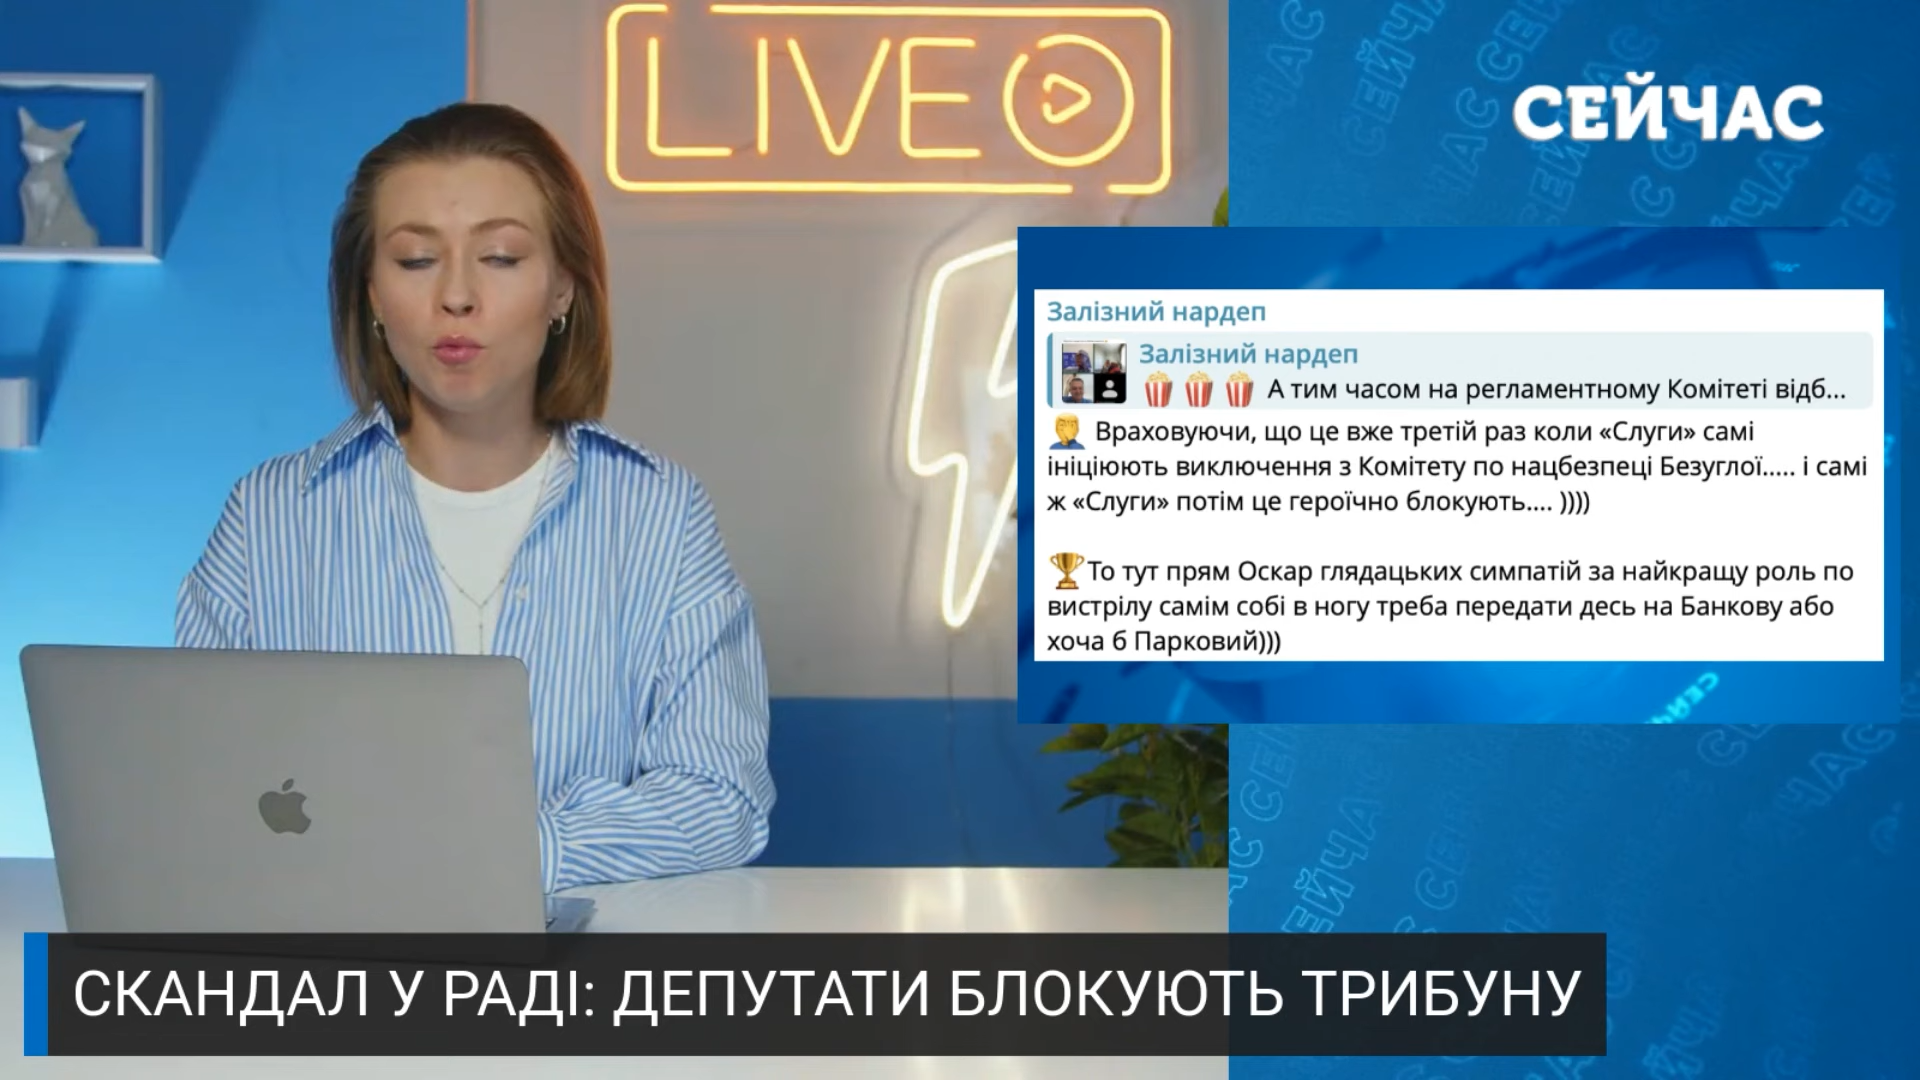 LIVE
СЕЙЧАС
Залізний нардеп
Залізний нардеп
🍿🍿🍿 А тим часом на регламентному Комітеті відб...
🤦 Враховуючи, що це вже третій раз коли «Слуги» самі
ініціюють виключення з Комітету по нацбезпеці Безуглої..... і самі
ж «Слуги» потім це героїчно блокують.... ))))
🏆То тут прям Оскар глядацьких симпатій за найкращу роль по
вистрілу самім собі в ногу треба передати десь на Банкову або
хоча б Парковий)))
СКАНДАЛ У РАДІ: ДЕПУТАТИ БЛОКУЮТЬ ТРИБУНУ